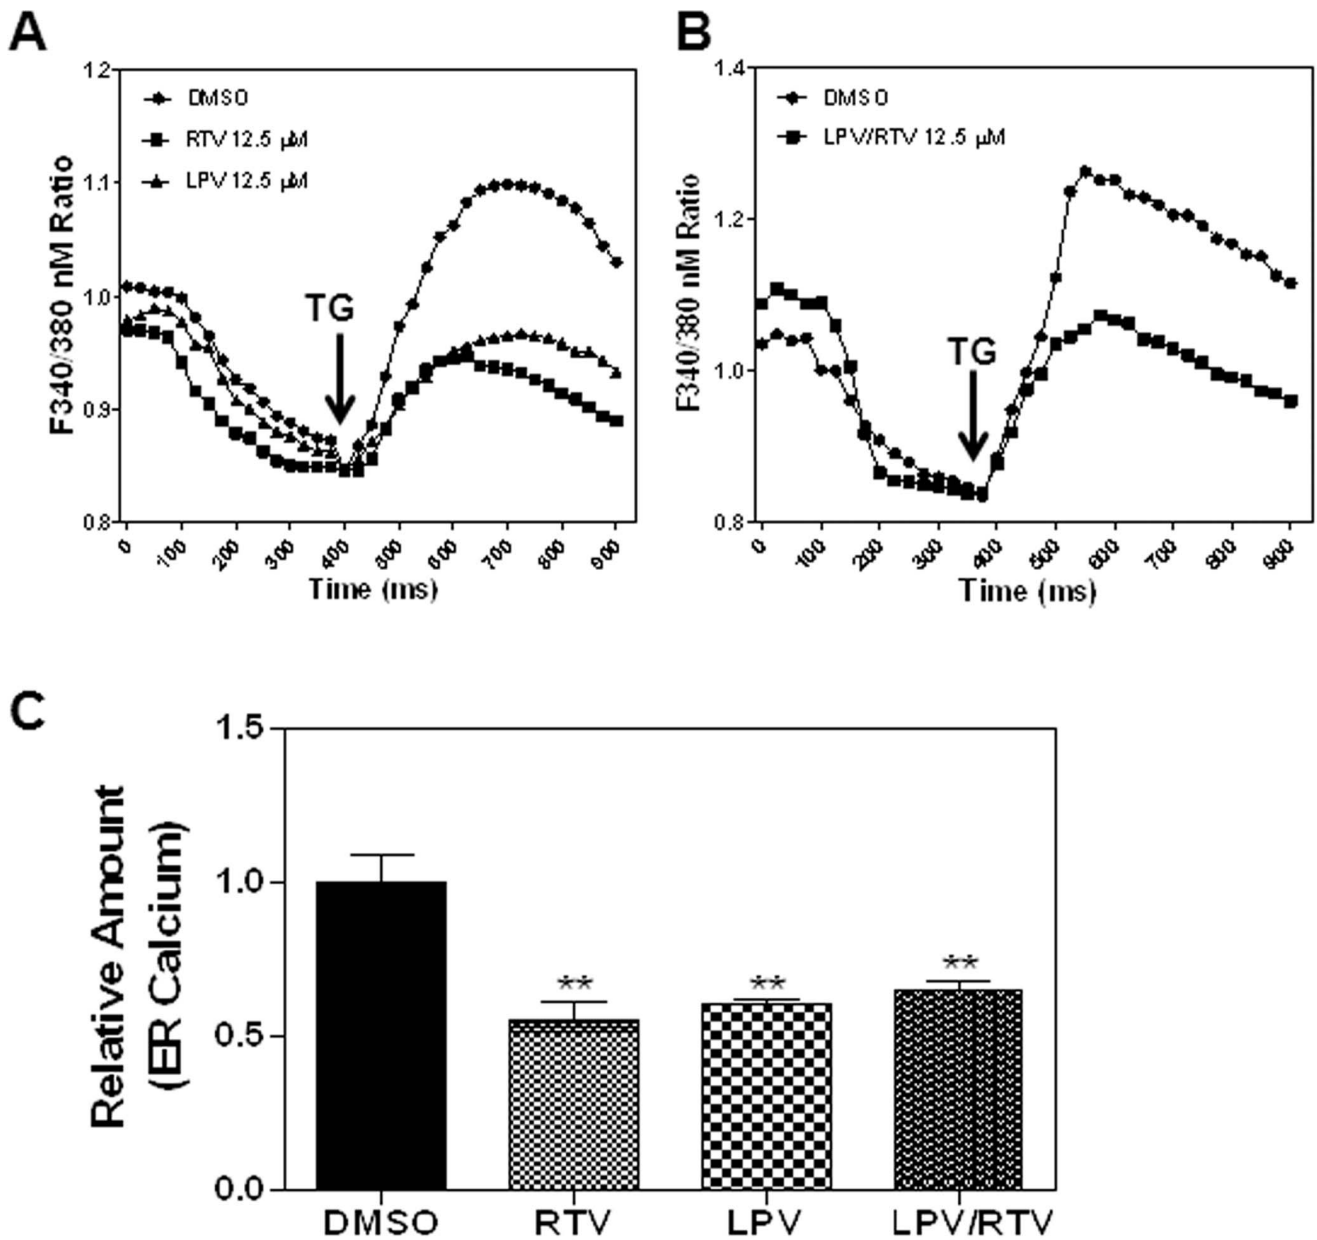 A
1.2
1.1
1.0
0.9
0.8
F340/380 nM Ratio
DMSO
RTV 12.5 μM
LPV 12.5 μM
TG
0 100 200 300 400 500 600 700 800 900
Time (ms)
B
1.4
1.2
1.0
0.8
F340/380 nM Ratio
DMSO
LPV/RTV 12.5 μM
TG
0 100 200 300 400 500 600 700 800 900
Time (ms)
C
1.5
1.0
0.5
0.0
Relative Amount
(ER Calcium)
** ** **
DMSO RTV LPV LPV/RTV